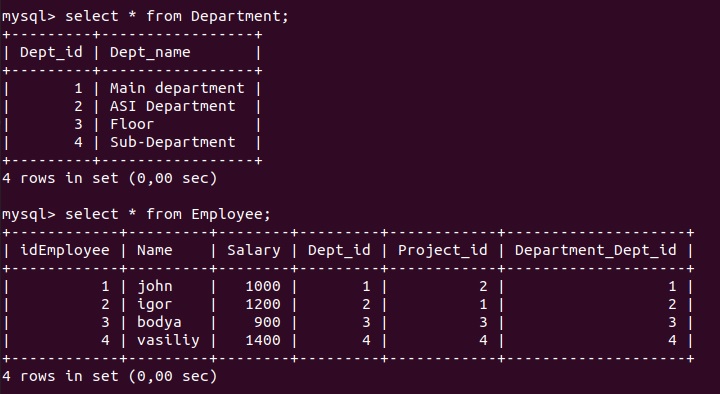 mysql> select * from Department;
+---------+-----------------+
| Dept_id | Dept_name       |
+---------+-----------------+
|       1 | Main department |
|       2 | ASI Department  |
|       3 | Floor           |
|       4 | Sub-Department  |
+---------+-----------------+
4 rows in set (0,00 sec)

mysql> select * from Employee;
+------------+---------+--------+---------+------------+--------------------+
| idEmployee | Name    | Salary | Dept_id | Project_id | Department_Dept_id |
+------------+---------+--------+---------+------------+--------------------+
|          1 | john    |   1000 |       1 |          2 |                  1 |
|          2 | igor    |   1200 |       2 |          1 |                  2 |
|          3 | bodya   |    900 |       3 |          3 |                  3 |
|          4 | vasiliy |   1400 |       4 |          4 |                  4 |
+------------+---------+--------+---------+------------+--------------------+
4 rows in set (0,00 sec)